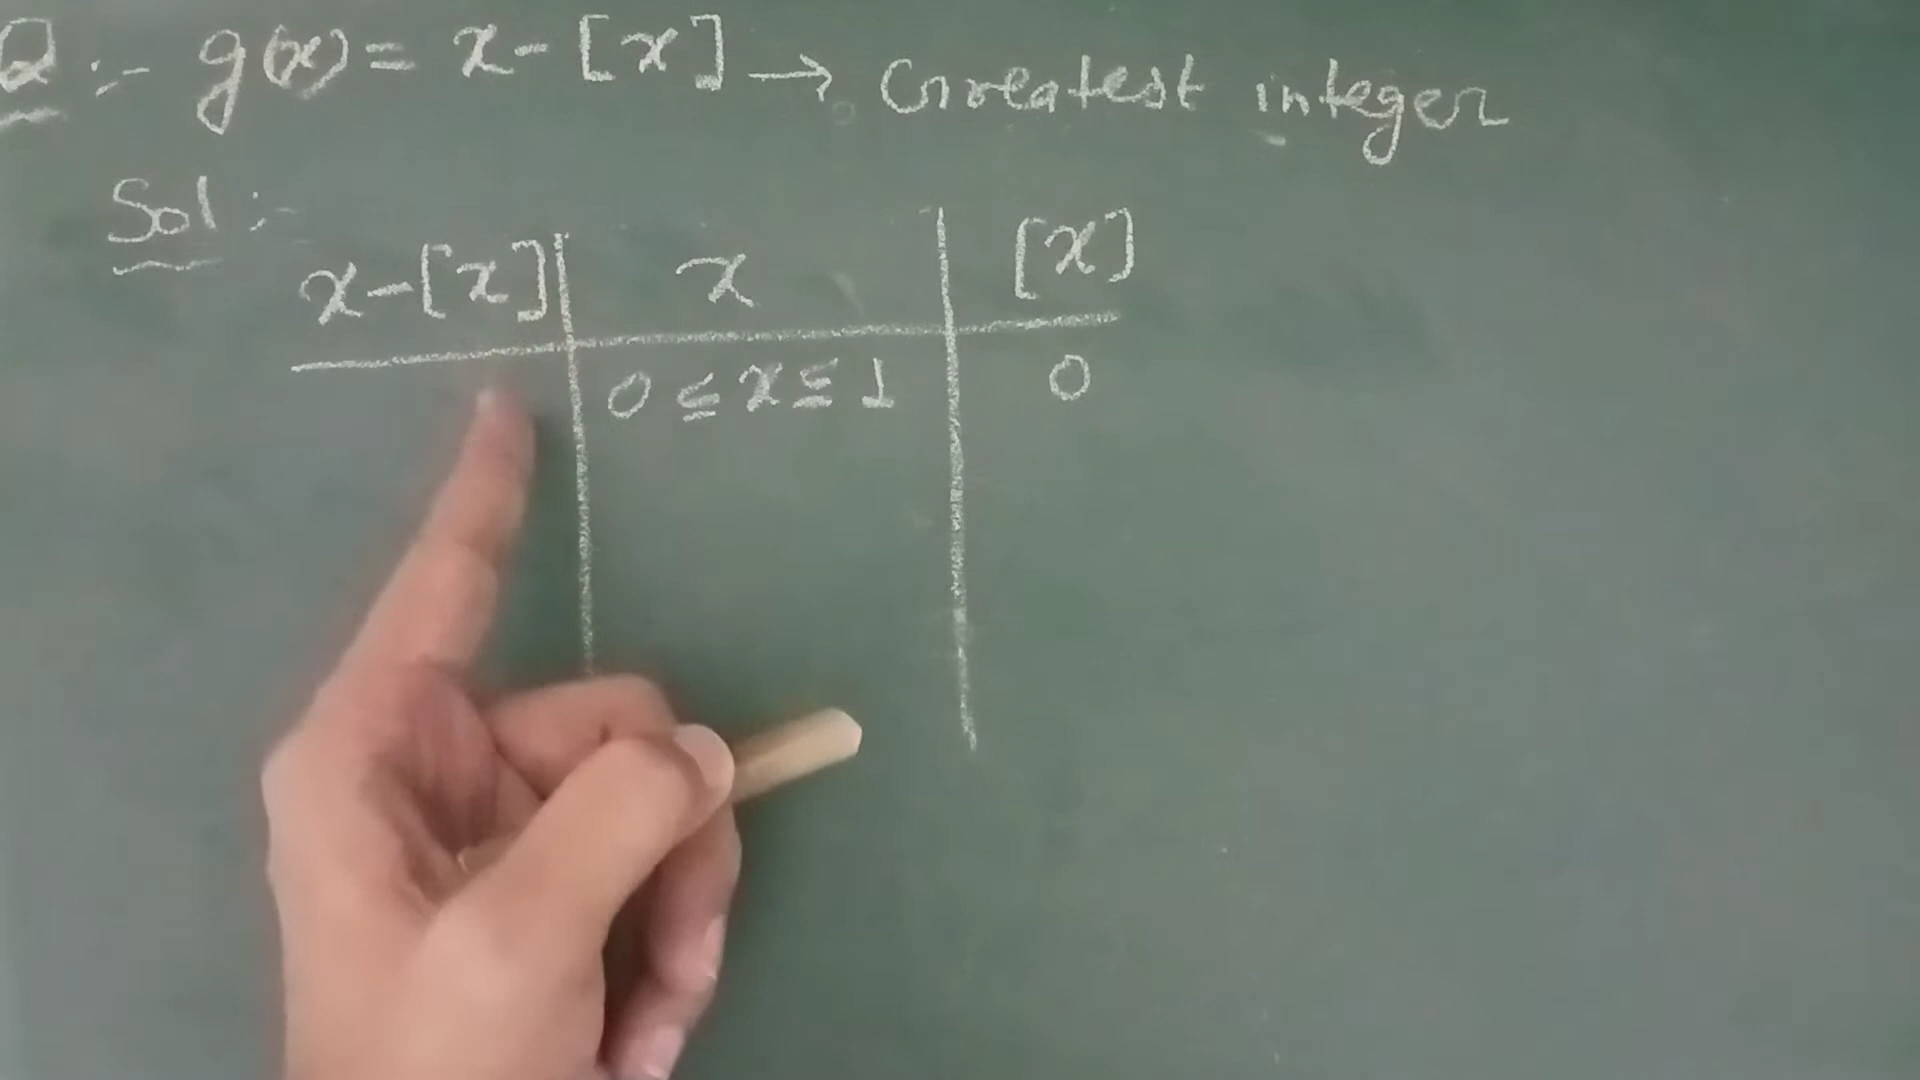 Q :- g(x) = x - [x] → Greatest integer
Sol :-
x-[x] x [x]
0 ≤ x ≤ 1 0